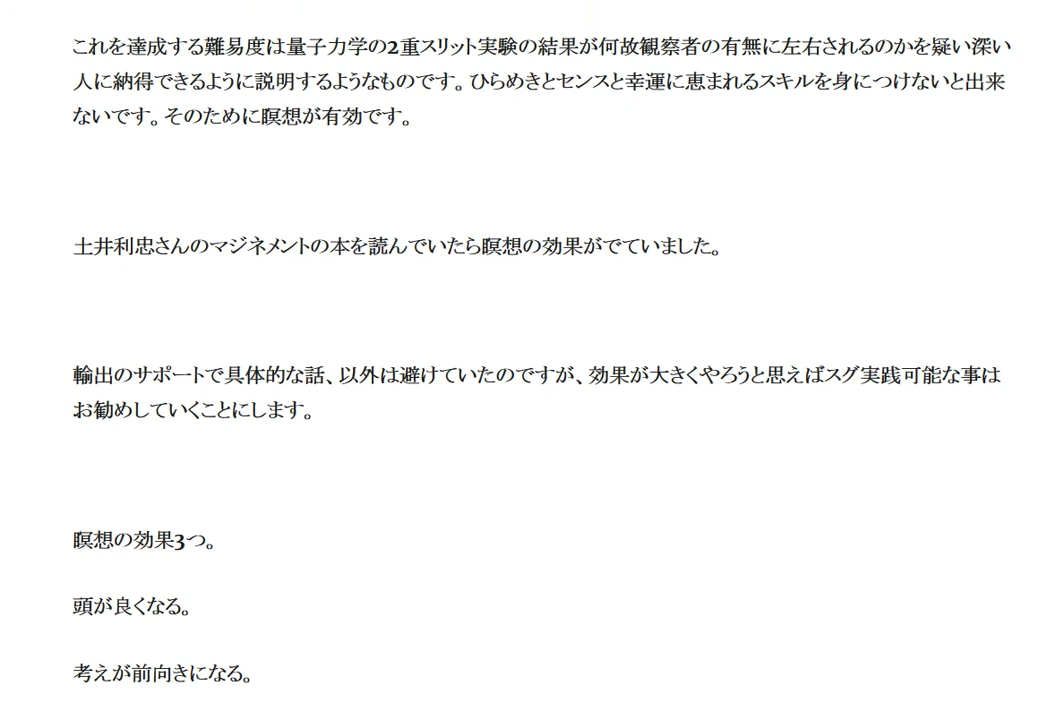 これを達成する難易度は量子力学の2重スリット実験の結果が何故観察者の有無に左右されるのかを疑い深い
人に納得できるように説明するようなものです。ひらめきとセンスと幸運に恵まれるスキルを身につけないと出来
ないです。そのために瞑想が有効です。
土井利忠さんのマジネメントの本を読んでいたら瞑想の効果がでていました。
輸出のサポートで具体的な話、以外は避けていたのですが、効果が大きくやろうと思えばスグ実践可能な事は
お勧めしていくことにします。
瞑想の効果3つ。
頭が良くなる。
考えが前向きになる。